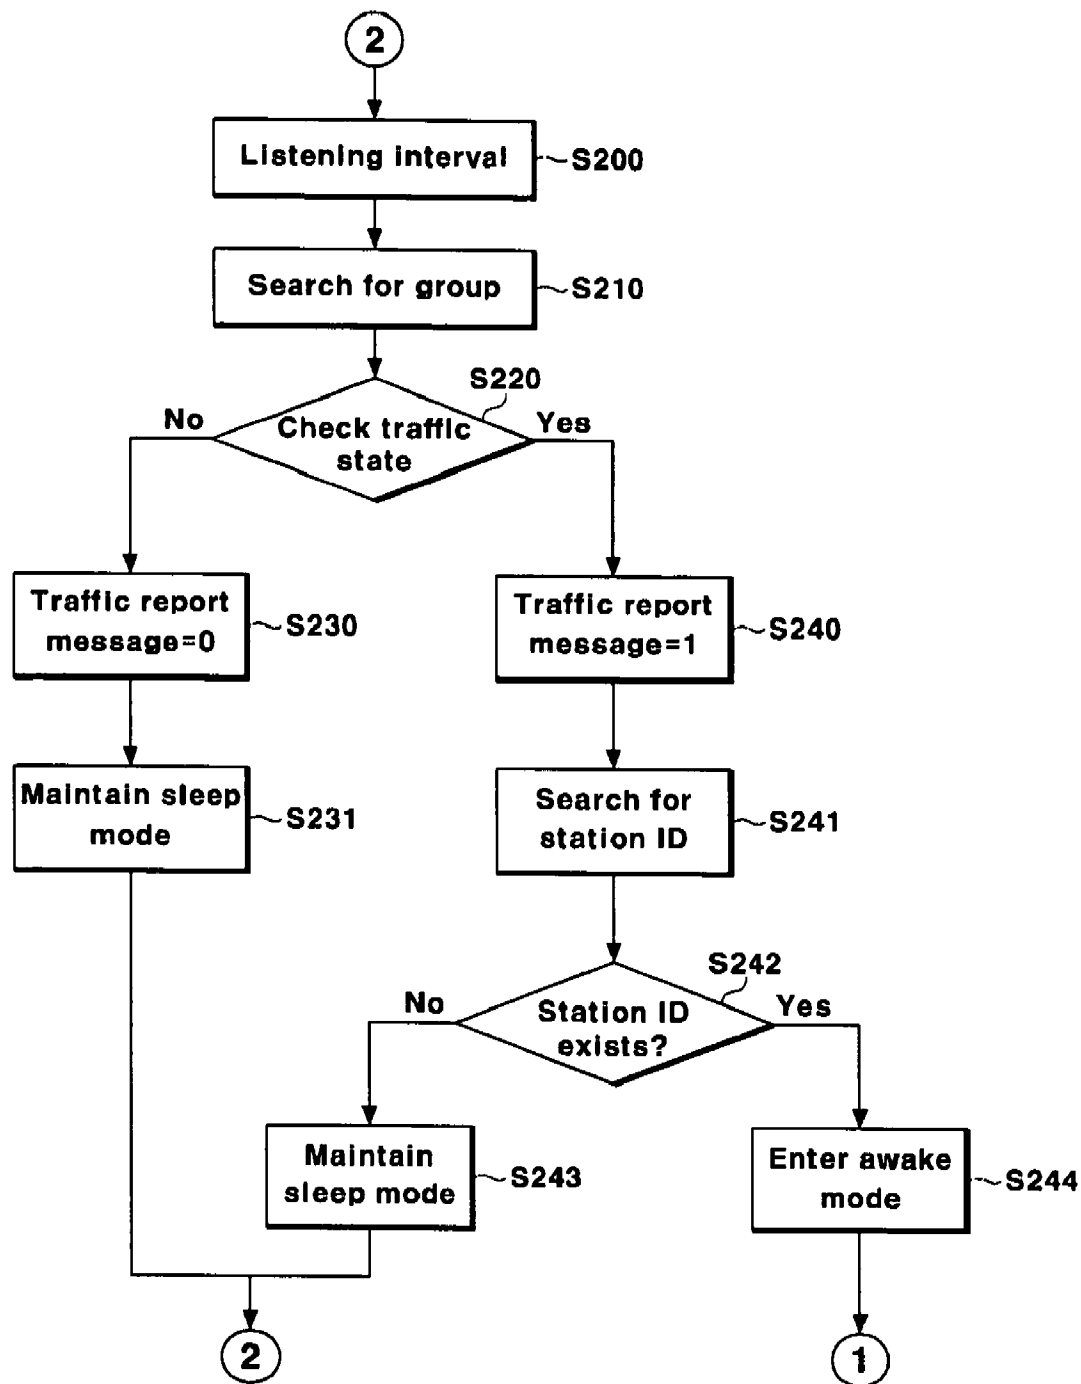 2
Listening interval
S200
Search for group
S210
S220
No
Yes
Check traffic
state
Traffic report
message=0
S230
Traffic report
message=1
S240
Maintain sleep
mode
S231
Search for
station ID
S241
S242
No
Yes
Station ID
exists?
Maintain
sleep mode
S243
Enter awake
mode
S244
2
1